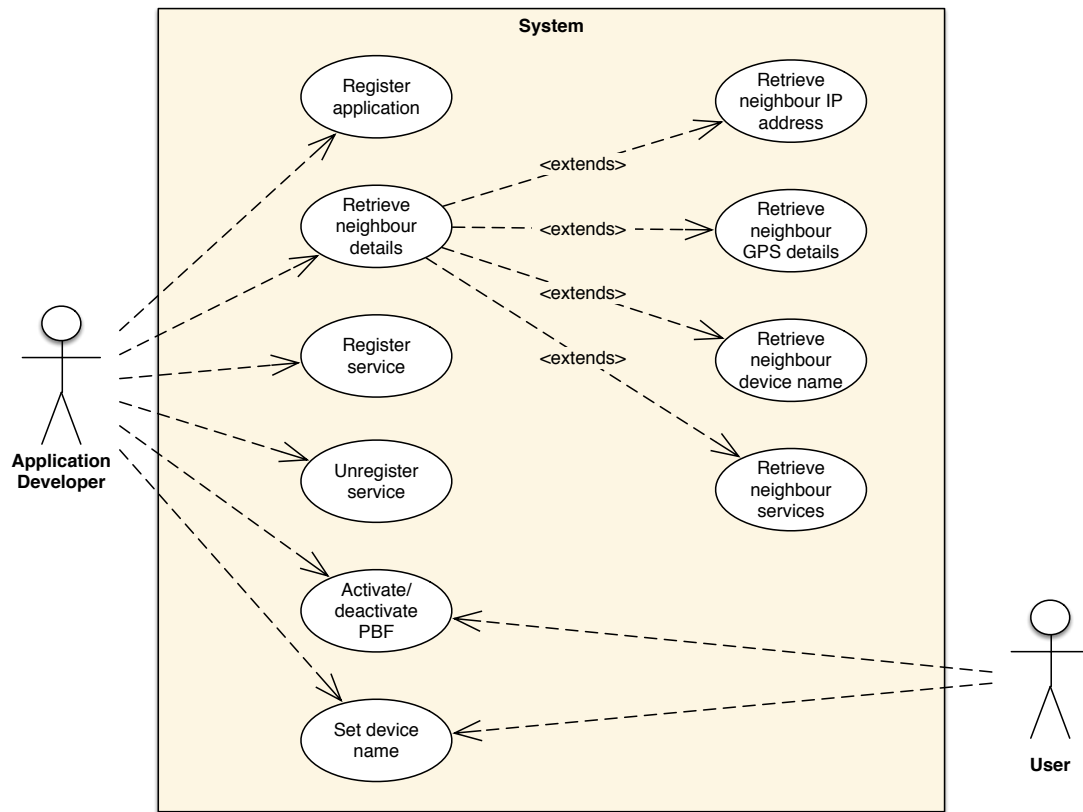 System
Register
application
Retrieve
neighbour IP
address
<extends>
Retrieve
neighbour
details
<extends>
Retrieve
neighbour
GPS details
<extends>
Register
service
<extends>
Retrieve
neighbour
device name
Application
Developer
Unregister
service
Retrieve
neighbour
services
Activate/
deactivate
PBF
Set device
name
User